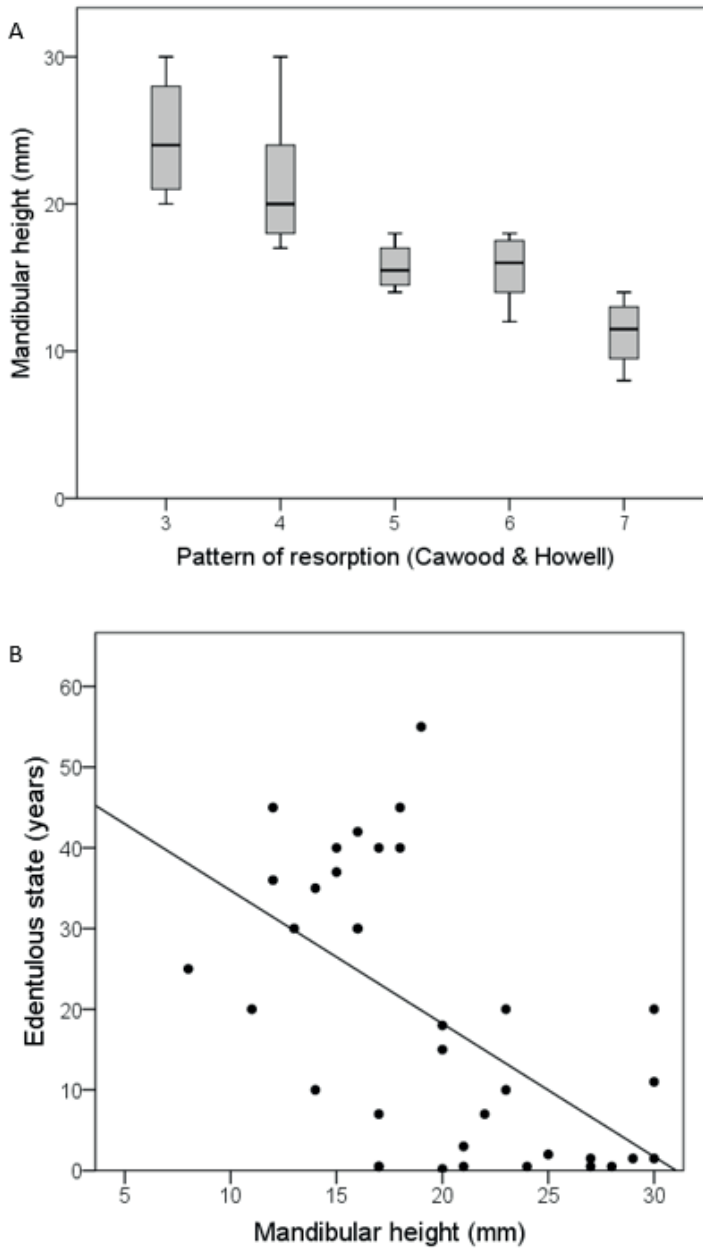 A
Mandibular height (mm)
30
20
10
0
3 4 5 6 7
Pattern of resorption (Cawood & Howell)
B
Edentulous state (years)
60
50
40
30
20
10
0
5 10 15 20 25 30
Mandibular height (mm)